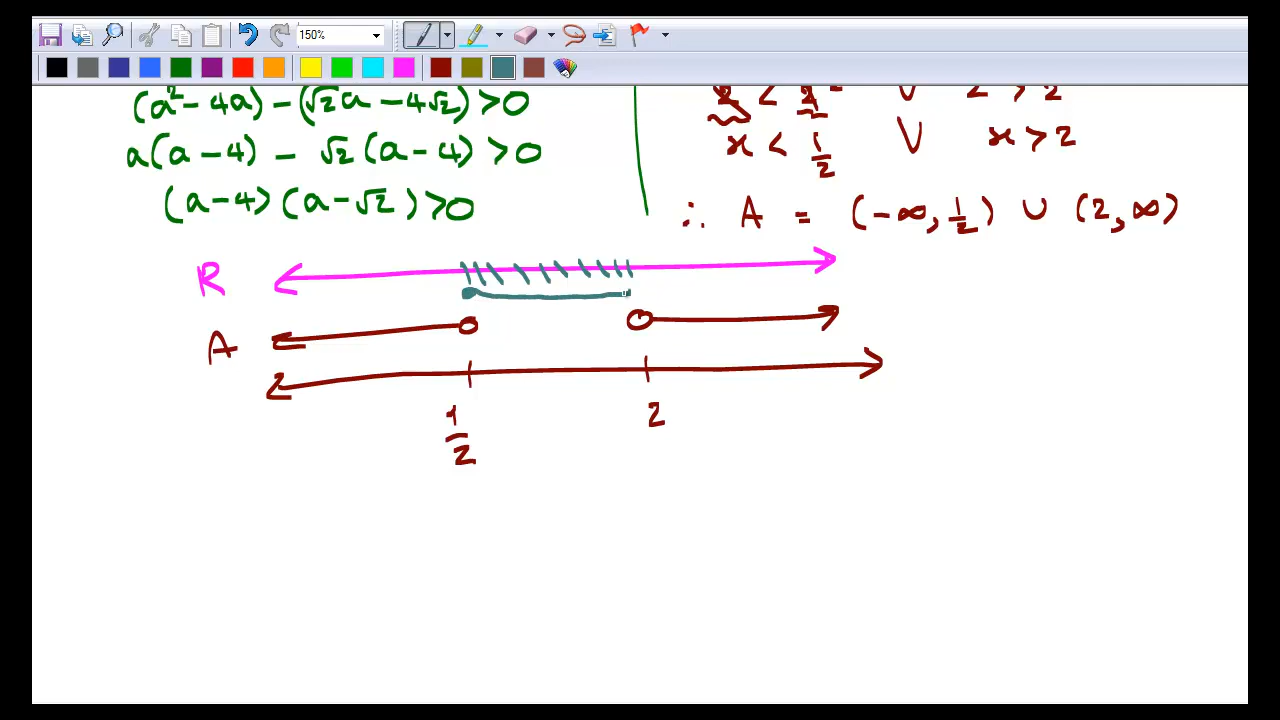 150%
(a² - 4a) - (√2a - 4√2) > 0
a(a - 4) - √2(a - 4) > 0
(a - 4)(a - √2) > 0
x < 1/2 ∨ x > 2
∴ A = (-∞, 1/2) ∪ (2, ∞)
R
A
1/2 2